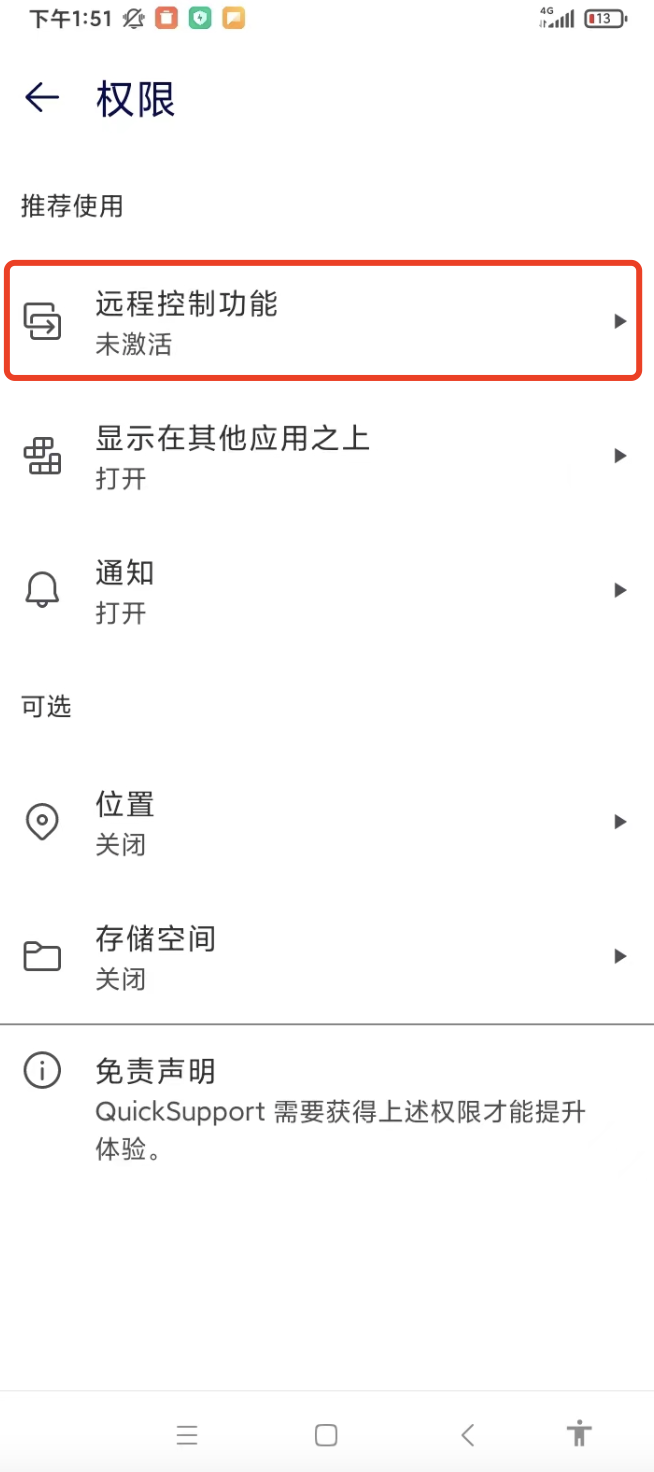 下午1:51
4G
13
权限
推荐使用
远程控制功能
未激活
显示在其他应用之上
打开
通知
打开
可选
位置
关闭
存储空间
关闭
免责声明
QuickSupport 需要获得上述权限才能提升
体验。